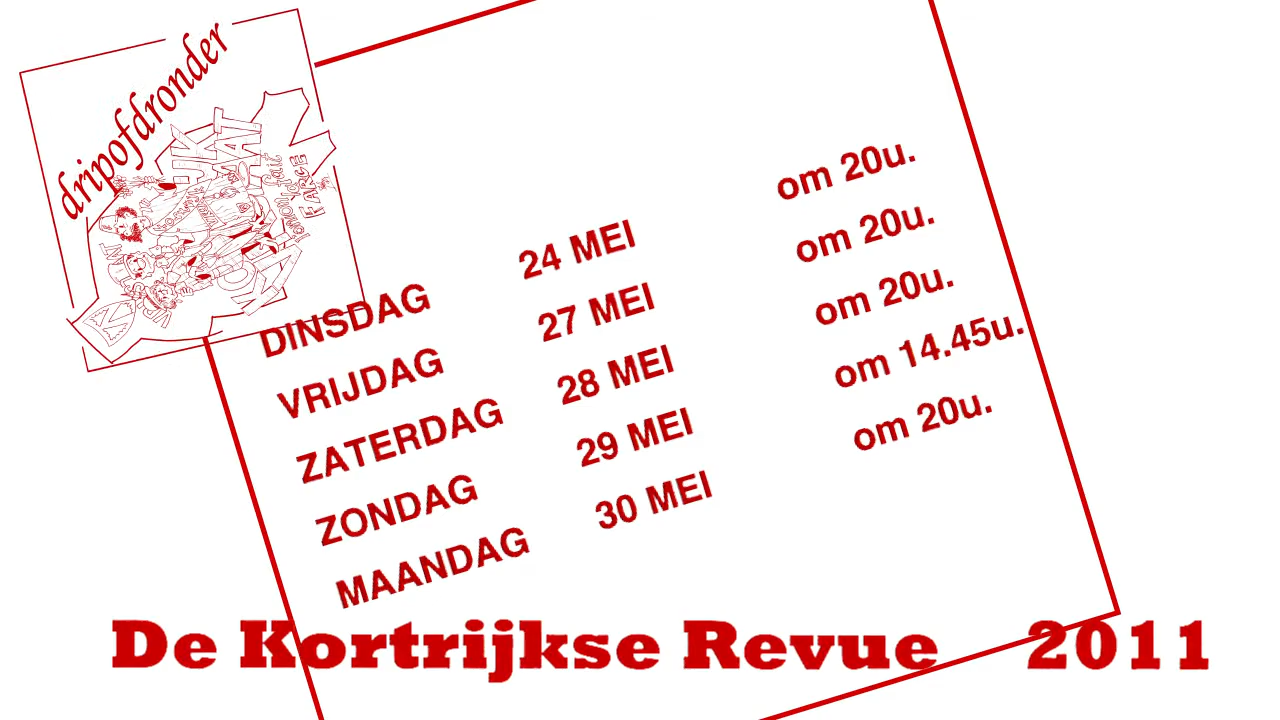 dripofdronder
FARCE
DINSDAG 24 MEI om 20u.
VRIJDAG 27 MEI om 20u.
ZATERDAG 28 MEI om 20u.
ZONDAG 29 MEI om 14.45u.
MAANDAG 30 MEI om 20u.
De Kortrijkse Revue 2011